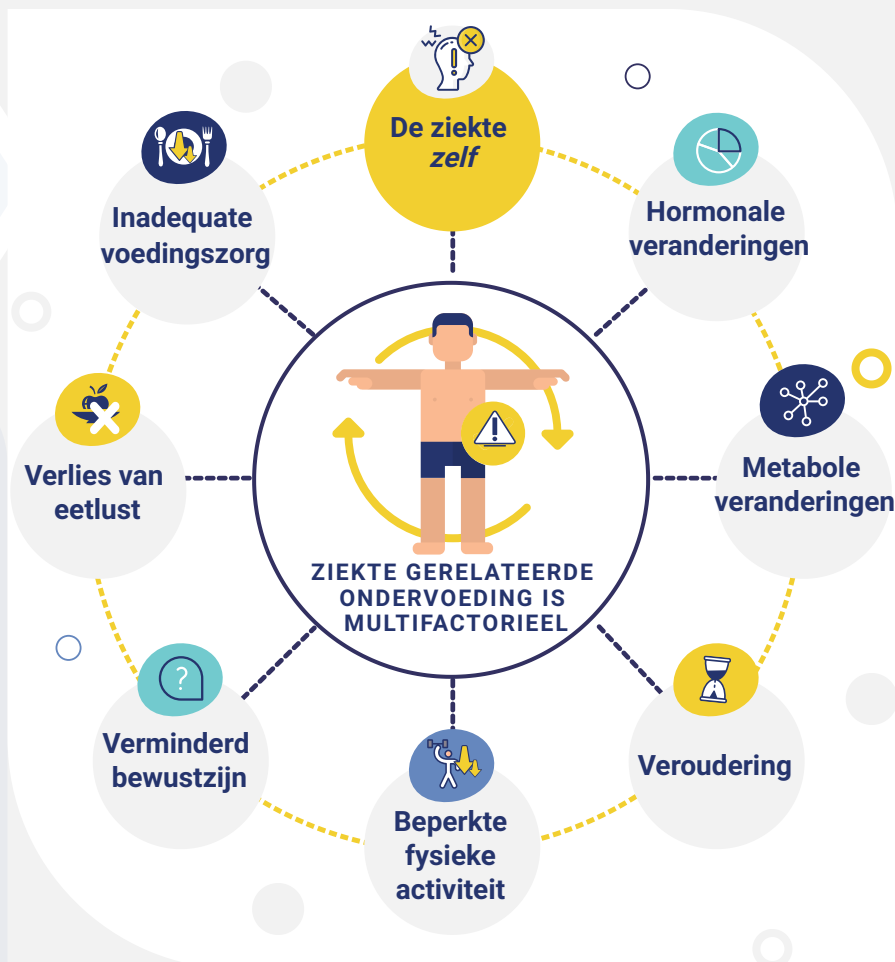 De ziekte
zelf
Hormonale
veranderingen
Metabole
veranderingen
Veroudering
Beperkte
fysieke
activiteit
Verminderd
bewustzijn
?
Verlies van
eetlust
Inadequate
voedingszorg
ZIEKTE GERELATEERDE
ONDERVOEDING IS
MULTIFACTORIEEL